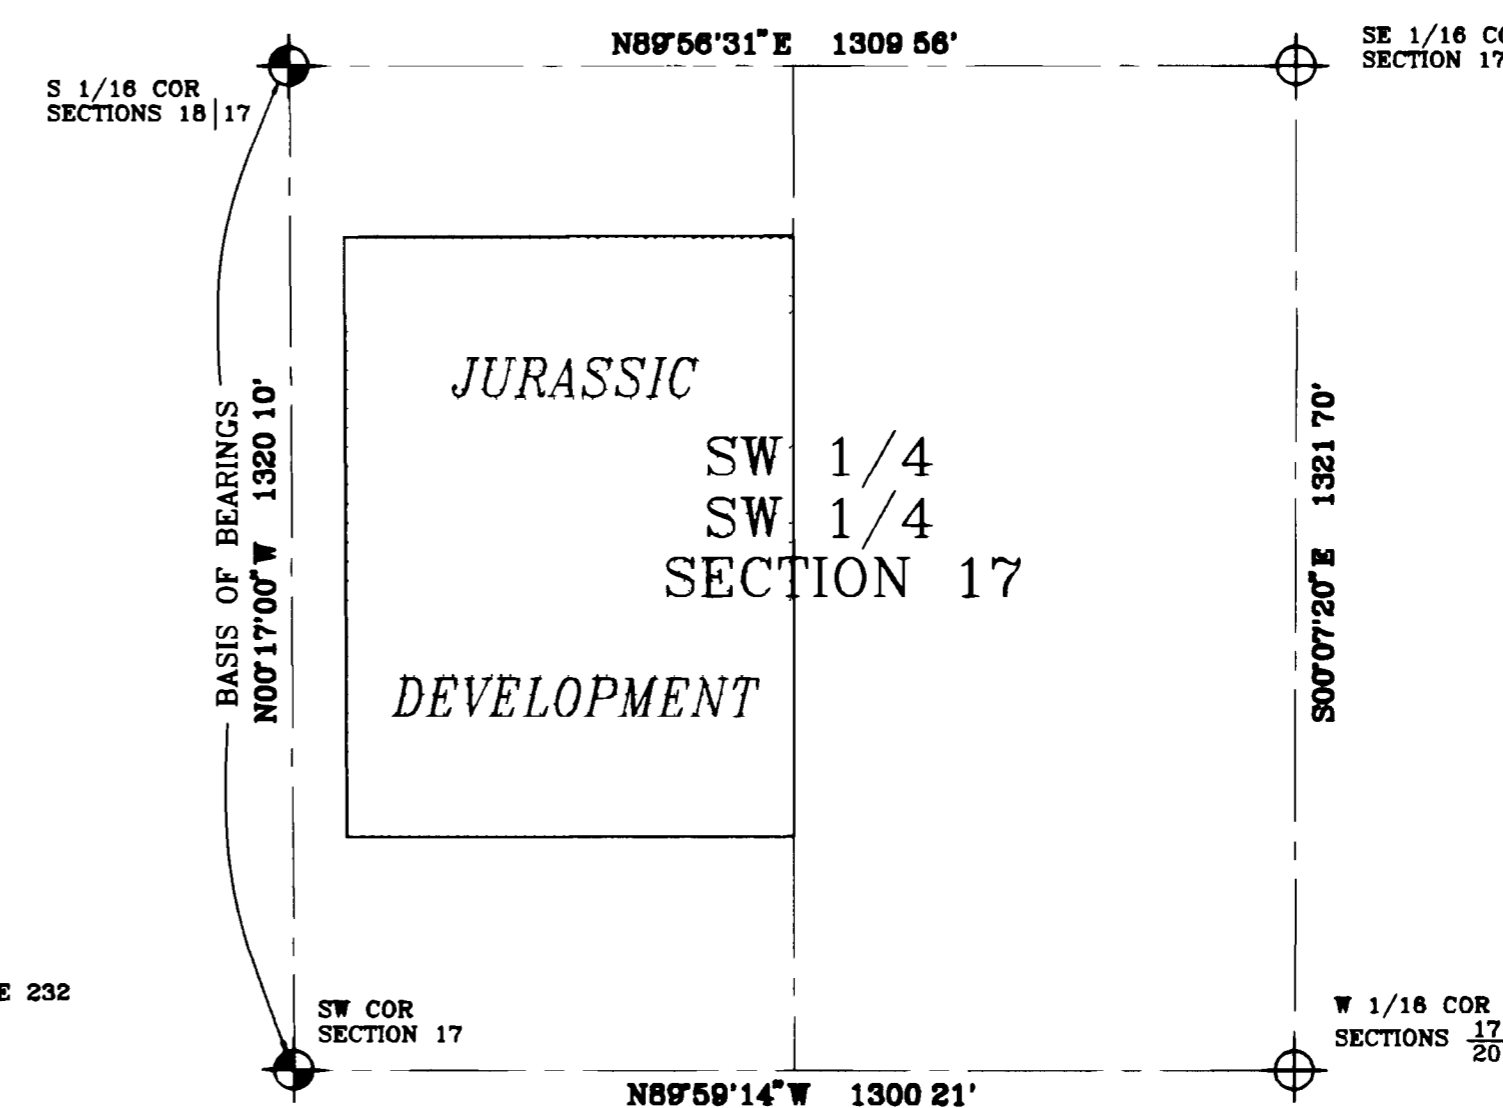 N89°56'31"E 1309 56'
SE 1/16 CO
SECTION 17
S 1/16 COR
SECTIONS 18|17
BASIS OF BEARINGS
N00°17'00"W 1320 10'
JURASSIC
SW 1/4
SW 1/4
SECTION 17
DEVELOPMENT
S00°07'20"E 1321 70'
E 232
SW COR
SECTION 17
W 1/16 COR
SECTIONS 17/20
N89°59'14"W 1300 21'